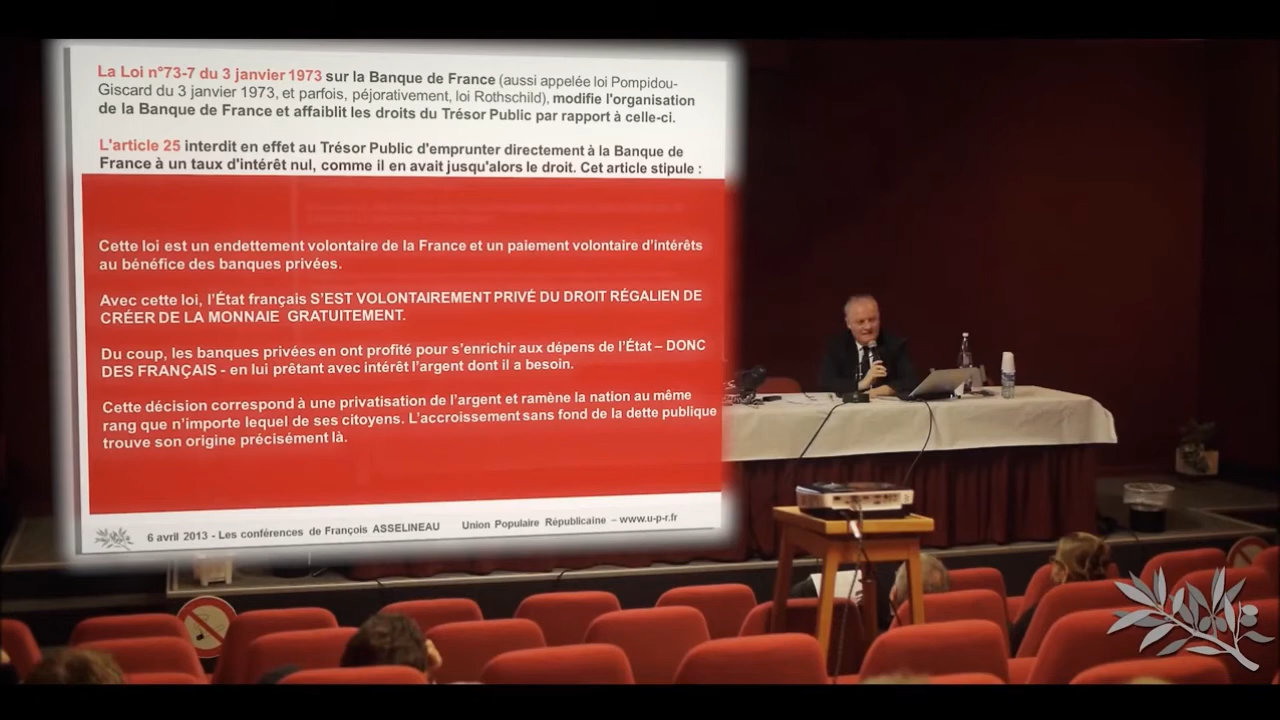 La Loi n°73-7 du 3 janvier 1973 sur la Banque de France (aussi appelée loi Pompidou-
Giscard du 3 janvier 1973, et parfois, péjorativement, loi Rothschild), modifie l'organisation
de la Banque de France et affaiblit les droits du Trésor Public par rapport à celle-ci.
L'article 25 interdit en effet au Trésor Public d'emprunter directement à la Banque de
France à un taux d'intérêt nul, comme il en avait jusqu'alors le droit. Cet article stipule :
Cette loi est un endettement volontaire de la France et un paiement volontaire d'intérêts
au bénéfice des banques privées.
Avec cette loi, l'État français S'EST VOLONTAIREMENT PRIVÉ DU DROIT RÉGALIEN DE
CRÉER DE LA MONNAIE GRATUITEMENT.
Du coup, les banques privées en ont profité pour s'enrichir aux dépens de l'État – DONC
DES FRANÇAIS - en lui prêtant avec intérêt l'argent dont il a besoin.
Cette décision correspond à une privatisation de l'argent et ramène la nation au même
rang que n'importe lequel de ses citoyens. L'accroissement sans fond de la dette publique
trouve son origine précisément là.
6 avril 2013 - Les conférences de François ASSELINEAU Union Populaire Républicaine – www.u-p-r.fr